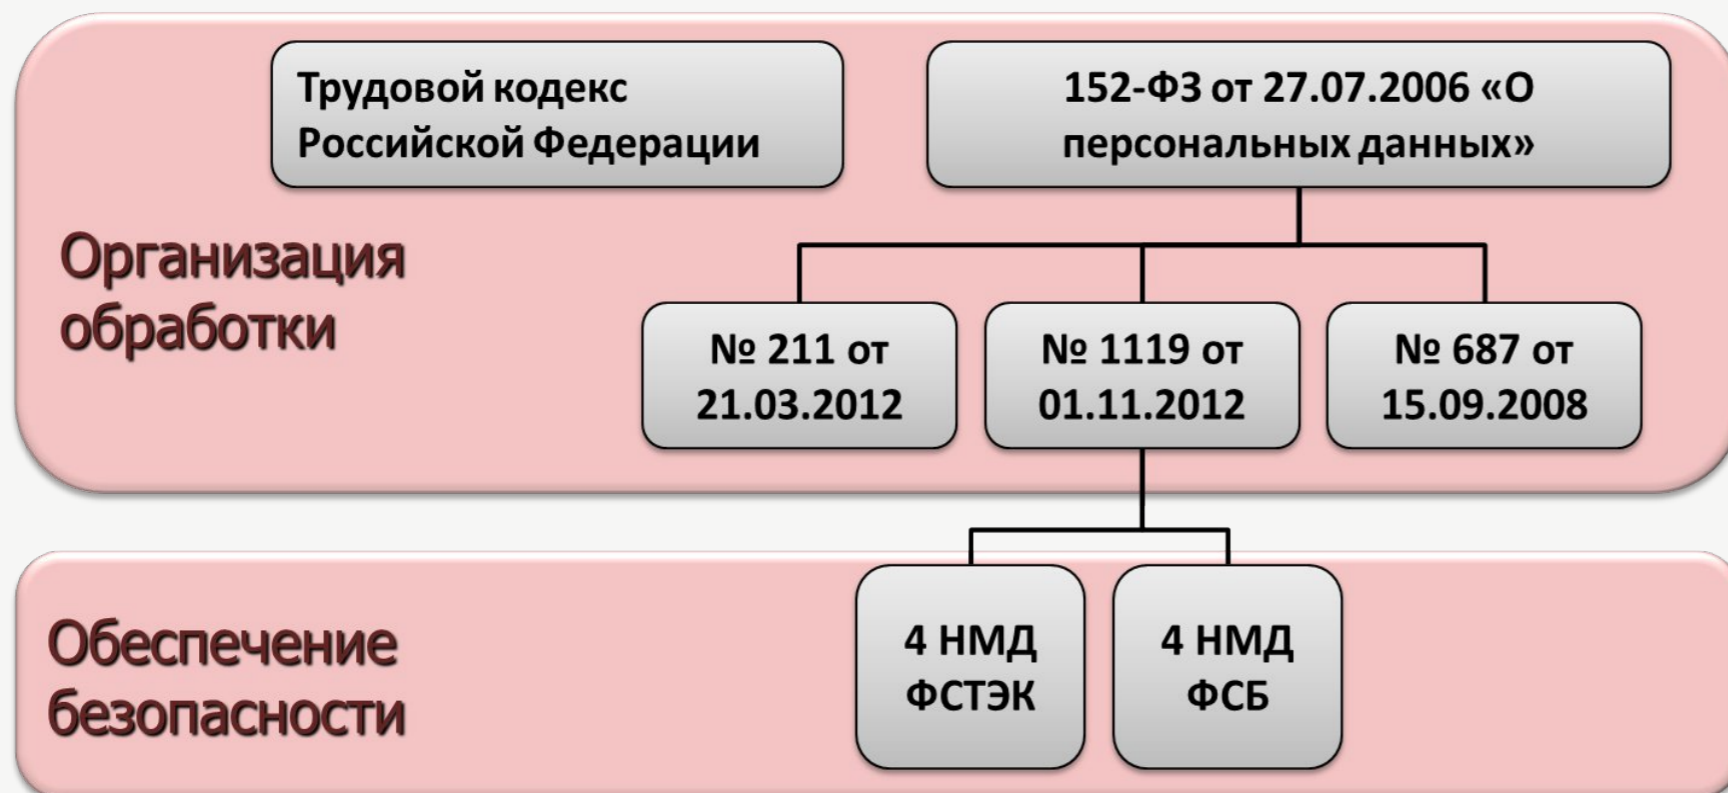 Трудовой кодекс
Российской Федерации
152-ФЗ от 27.07.2006 «О
персональных данных»
Организация
обработки
№ 211 от
21.03.2012
№ 1119 от
01.11.2012
№ 687 от
15.09.2008
Обеспечение
безопасности
4 НМД
ФСТЭК
4 НМД
ФСБ